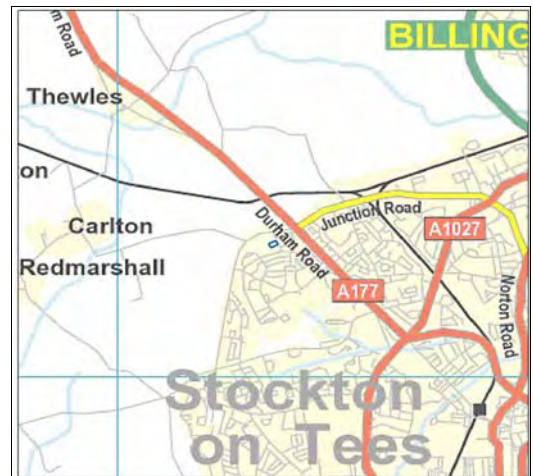 m Road
BILLING
Thewles
on
Carlton
Redmarshall
Durham Road
Junction Road
A1027
A177
Norton Road
Stockton
on Tees